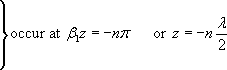 } occur at β₁z = −nπ or z = −n λ/2